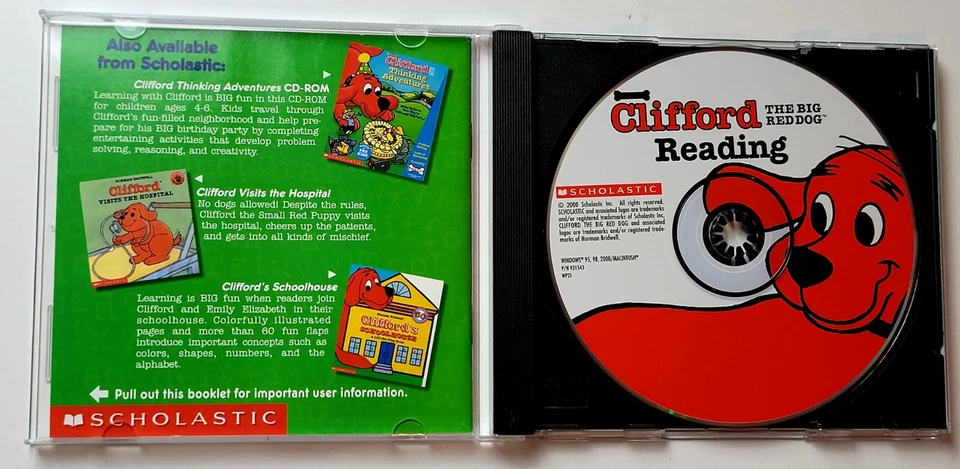 Also Available
from Scholastic:
Clifford Thinking Adventures CD-ROM
Learning with Clifford is BIG fun in this CD-ROM
for children ages 4-6. Kids travel through
Clifford's fun-filled neighborhood and help pre-
pare for his BIG birthday party by completing
entertaining activities that develop problem
solving, reasoning, and creativity.
Clifford
Thinking
Adventures
SCHOLASTIC
NORMAN BRIDWELL
Clifford
VISITS THE HOSPITAL
Clifford Visits the Hospital
No dogs allowed! Despite the rules,
Clifford the Small Red Puppy visits
the hospital, cheers up the patients,
and gets into all kinds of mischief.
Clifford's Schoolhouse
Learning is BIG fun when readers join
Clifford and Emily Elizabeth in their
schoolhouse. Colorfully illustrated
pages and more than 60 fun flaps
introduce important concepts such as
colors, shapes, numbers, and the
alphabet.
Clifford's
SCHOOLHOUSE
Pull out this booklet for important user information.
SCHOLASTIC
Clifford THE BIG
RED DOG™
Reading
SCHOLASTIC
© 2000 Scholastic Inc. All rights reserved.
SCHOLASTIC and associated logos are trademarks
and/or registered trademarks of Scholastic Inc.
CLIFFORD THE BIG RED DOG and associated
logos are trademarks and/or registered trade-
marks of Norman Bridwell.
WINDOWS® 95, 98, 2000/MACINTOSH®
P/N 921543
WP21